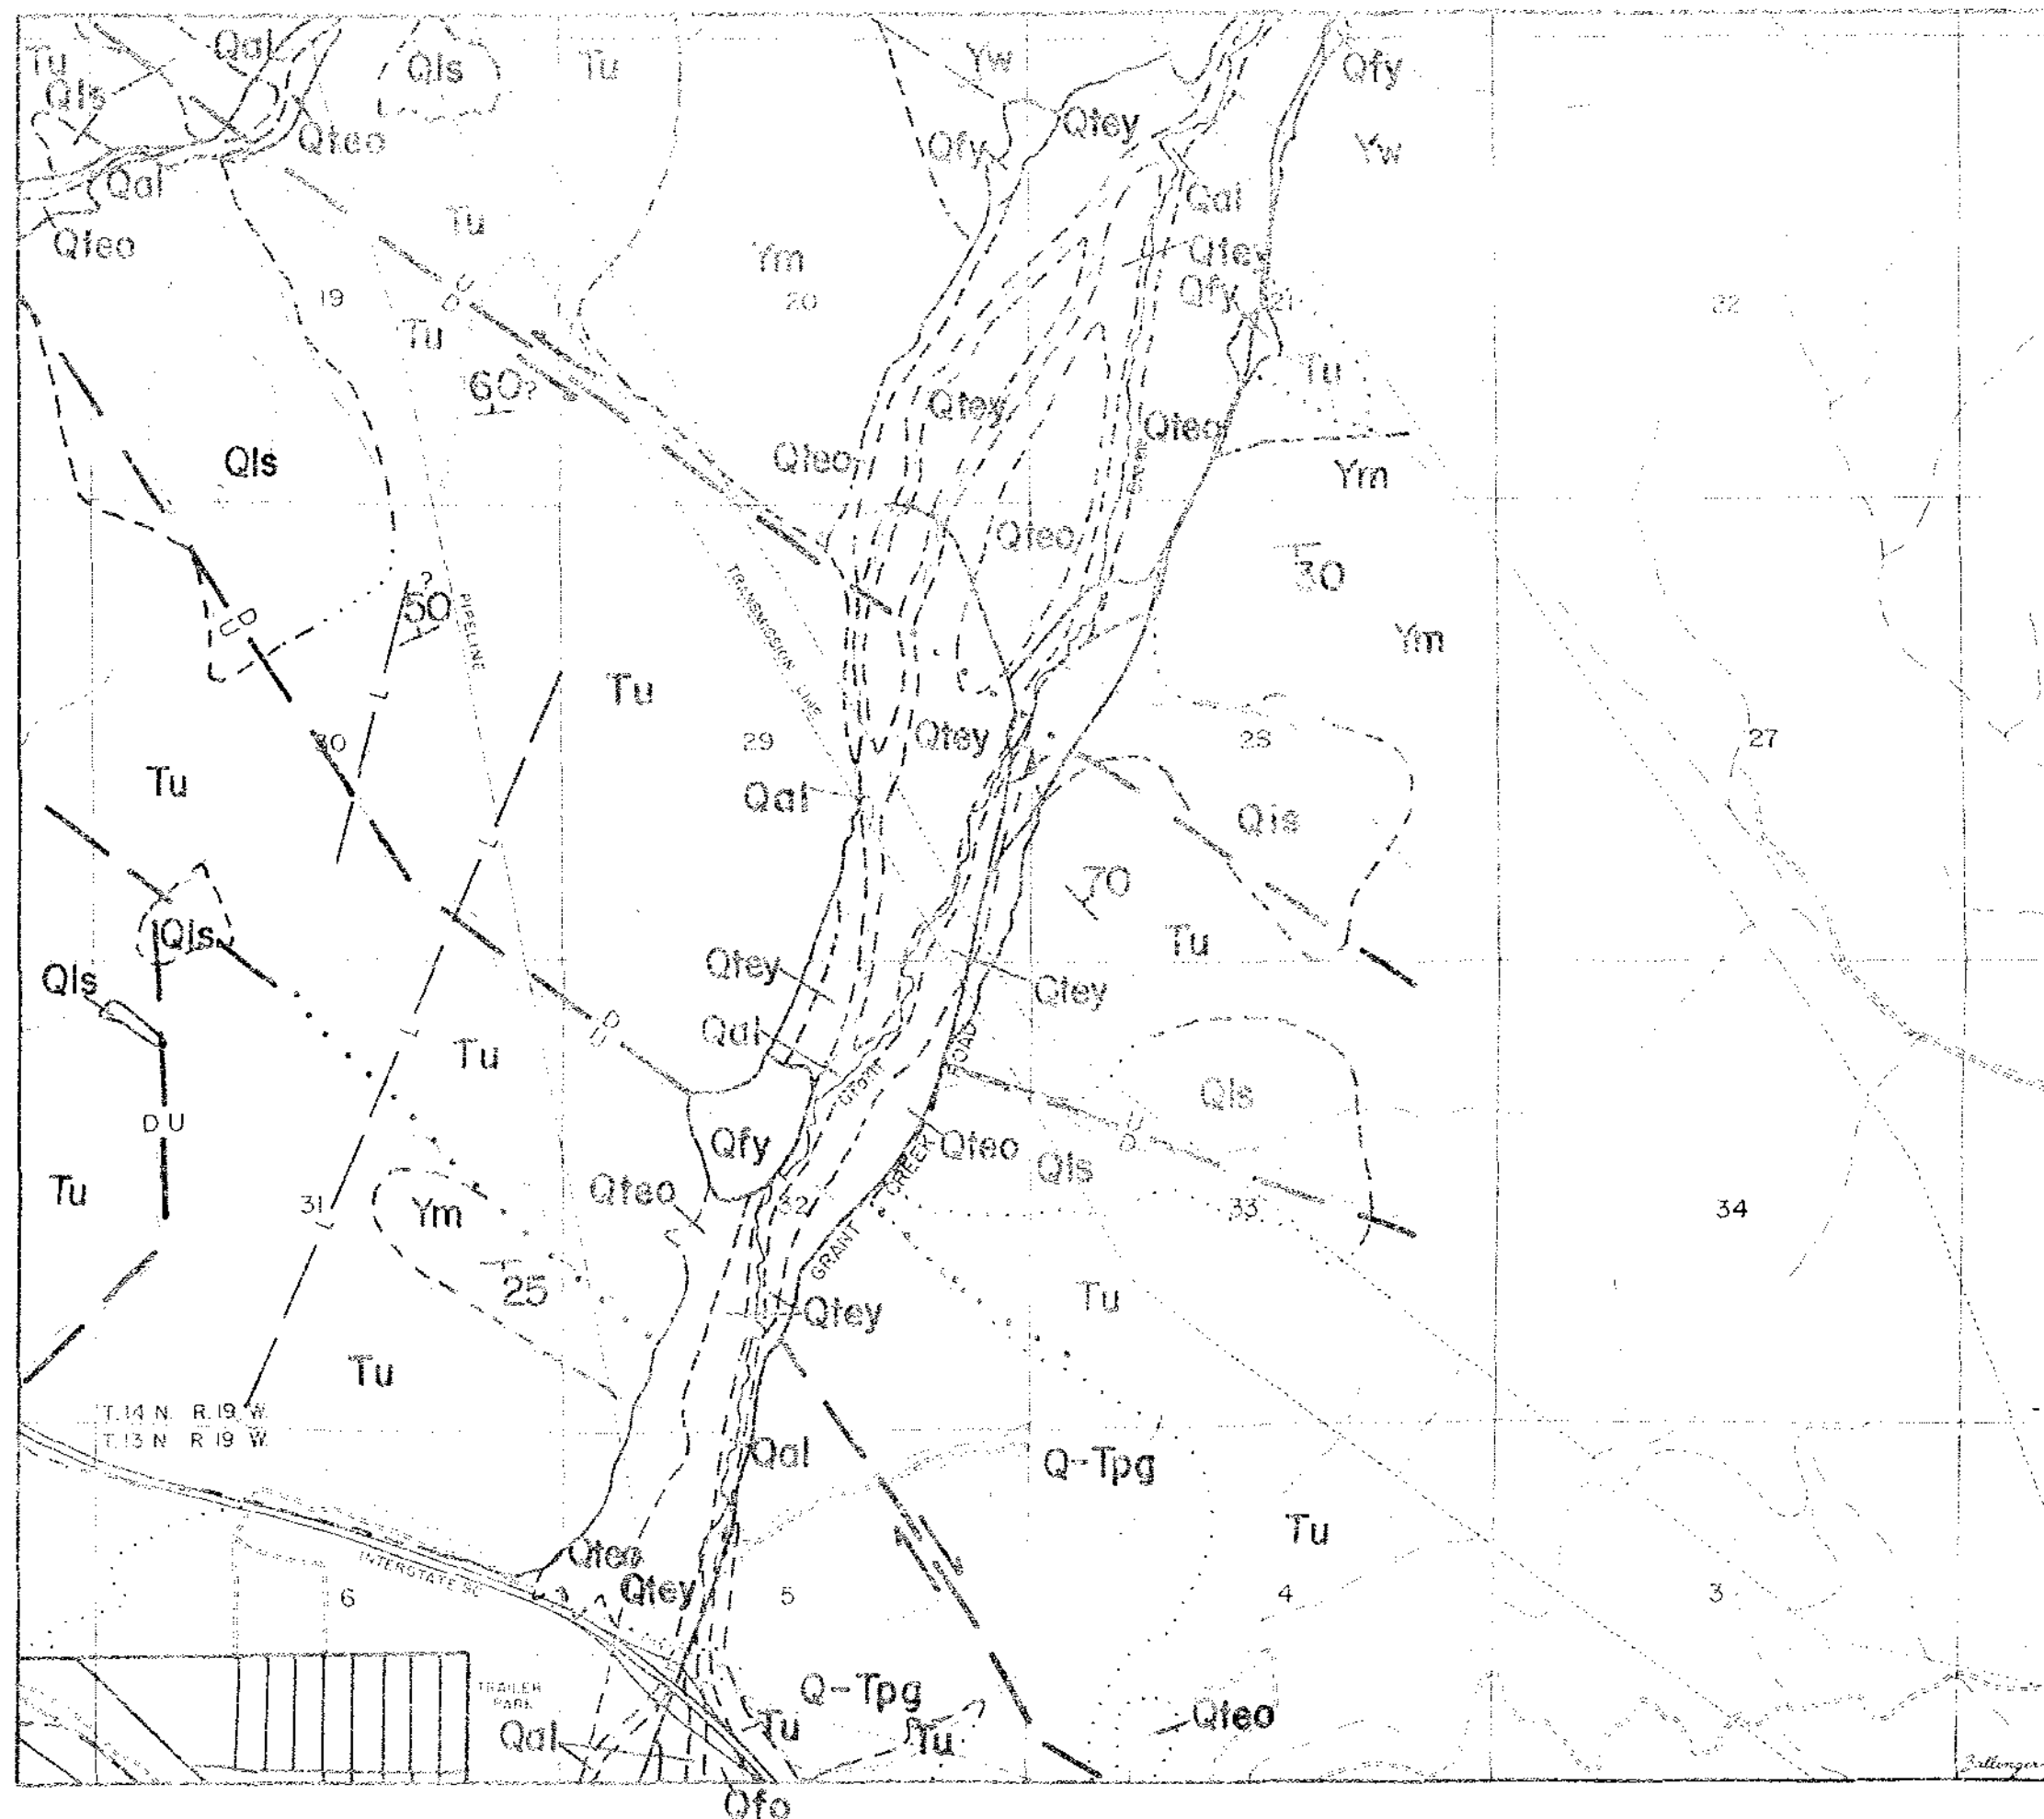 Qal
Qls
Tu
Yw
Qfy
Tu
Qls
Qteo
Qtey
Qfy
Yw
Qal
Qal
Tu
Qteo
Ym
Qtey
Qfy
21
19
20
22
U
D
Tu
Tu
60?
Qtey
Qteo
Qteo
Qls
Ym
Qteo
30
?
50
PIPELINE
TRANSMISSION LINE
Ym
Tu
Qtey
30
29
28
27
Tu
Qal
Qls
70
Qls
Tu
Qls
Qtey
Qtey
D
U
Qal
ROAD
Tu
Qls
D U
U
D
Qfy
Qteo
CREEK
Qls
Tu
Qteo
31
Ym
32
33
34
GRANT
25
Tu
Qtey
Tu
T. 14 N. R. 19 W.
T. 13 N R 19 W.
Qal
Q-Tpg
Tu
Qteo
INTERSTATE 90
Qtey
6
5
4
3
TRAILER
PARK
Q-Tpg
Qal
Tu
Tu
Qteo
Qfo